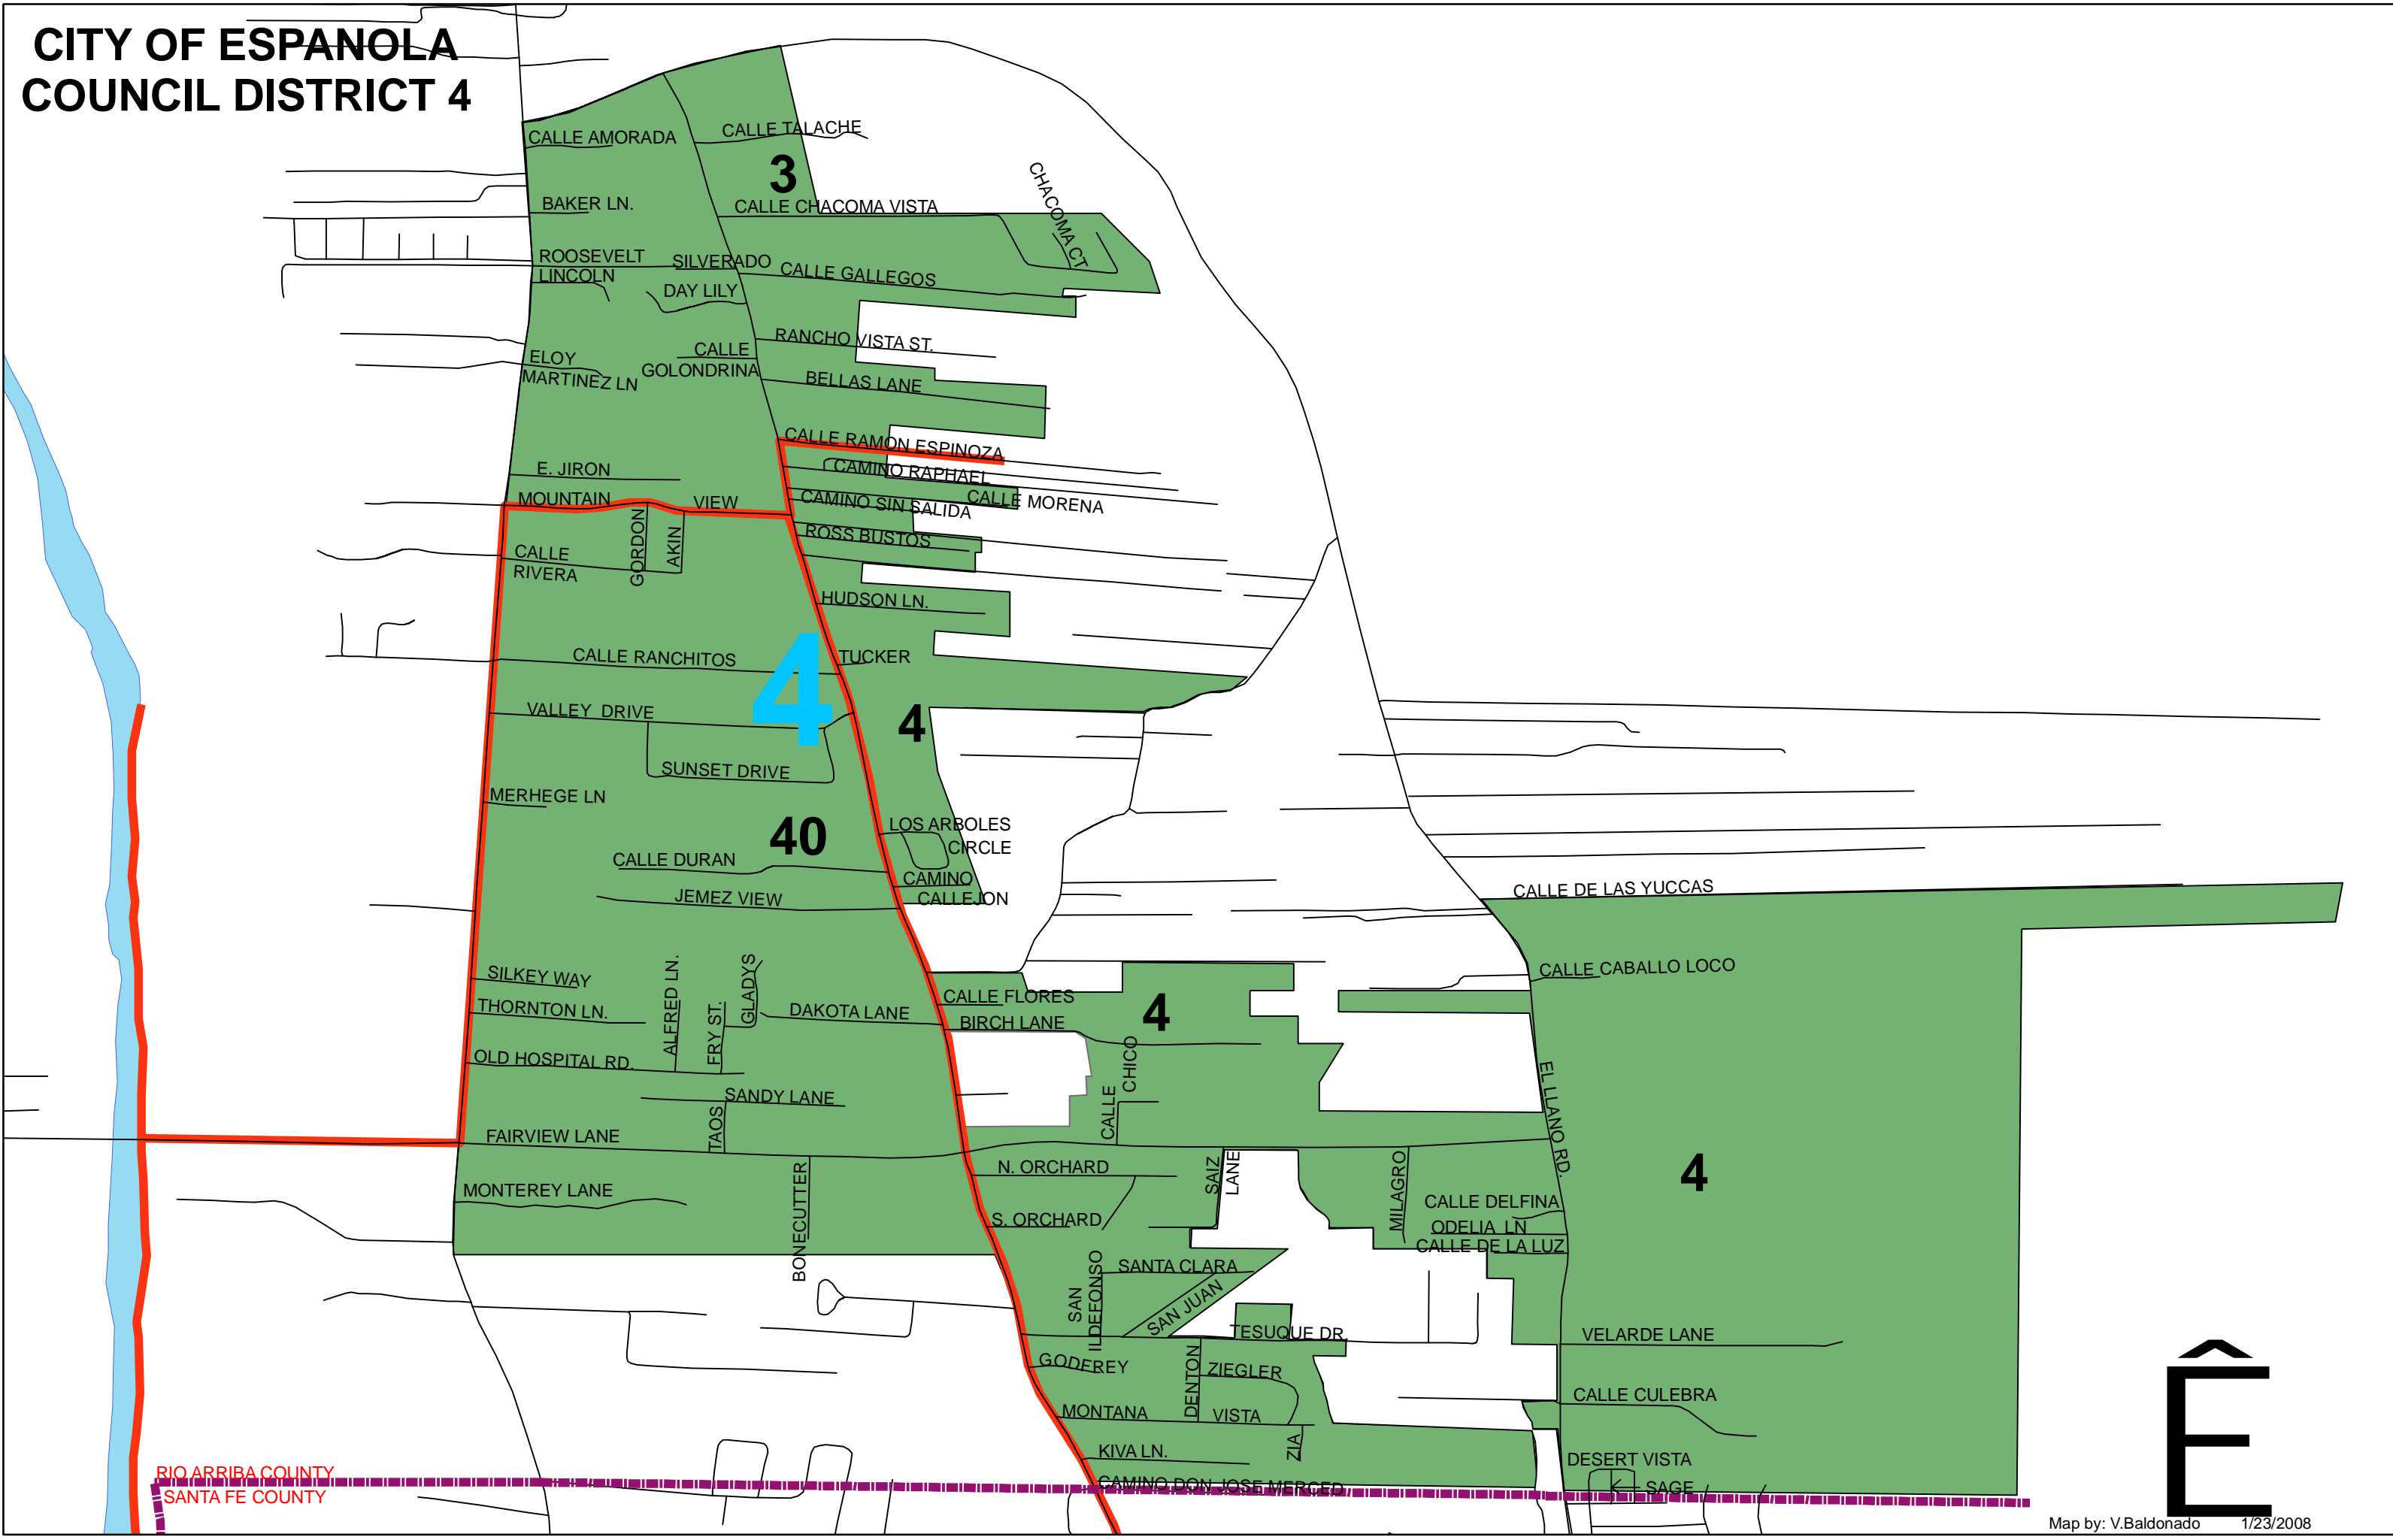 CITY OF ESPANOLA
COUNCIL DISTRICT 4
CALLE AMORADA
CALLE TALACHE
3
CHACOMA CT
BAKER LN.
CALLE CHACOMA VISTA
ROOSEVELT
SILVERADO
LINCOLN
CALLE GALLEGOS
DAY LILY
RANCHO VISTA ST.
CALLE
GOLONDRINA
ELOY
MARTINEZ LN
BELLAS LANE
CALLE RAMON ESPINOZA
E. JIRON
CAMINO RAPHAEL
MOUNTAIN
VIEW
CALLE MORENA
CAMINO SIN SALIDA
GORDON
AKIN
ROSS BUSTOS
CALLE
RIVERA
HUDSON LN.
CALLE RANCHITOS
TUCKER
4
VALLEY DRIVE
4
SUNSET DRIVE
MERHEGE LN
40
LOS ARBOLES
CIRCLE
CALLE DURAN
CAMINO
CALLEJON
JEMEZ VIEW
CALLE DE LAS YUCCAS
CALLE CABALLO LOCO
SILKEY WAY
ALFRED LN.
GLADYS
THORNTON LN.
FRY ST.
DAKOTA LANE
CALLE FLORES
BIRCH LANE
4
OLD HOSPITAL RD.
CALLE
CHICO
EL LLANO RD.
SANDY LANE
TAOS
FAIRVIEW LANE
N. ORCHARD
SAIZ
LANE
MILAGRO
4
MONTEREY LANE
BONECUTTER
CALLE DELFINA
S. ORCHARD
ODELIA LN
CALLE DE LA LUZ
SAN
ILDEFONSO
SANTA CLARA
SAN JUAN
TESUQUE DR.
VELARDE LANE
GODFREY
DENTON
ZIEGLER
CALLE CULEBRA
MONTANA
VISTA
KIVA LN.
ZIA
DESERT VISTA
RIO ARRIBA COUNTY
SANTA FE COUNTY
CAMINO DON JOSE MERCED
SAGE
Ê
Map by: V.Baldonado 1/23/2008